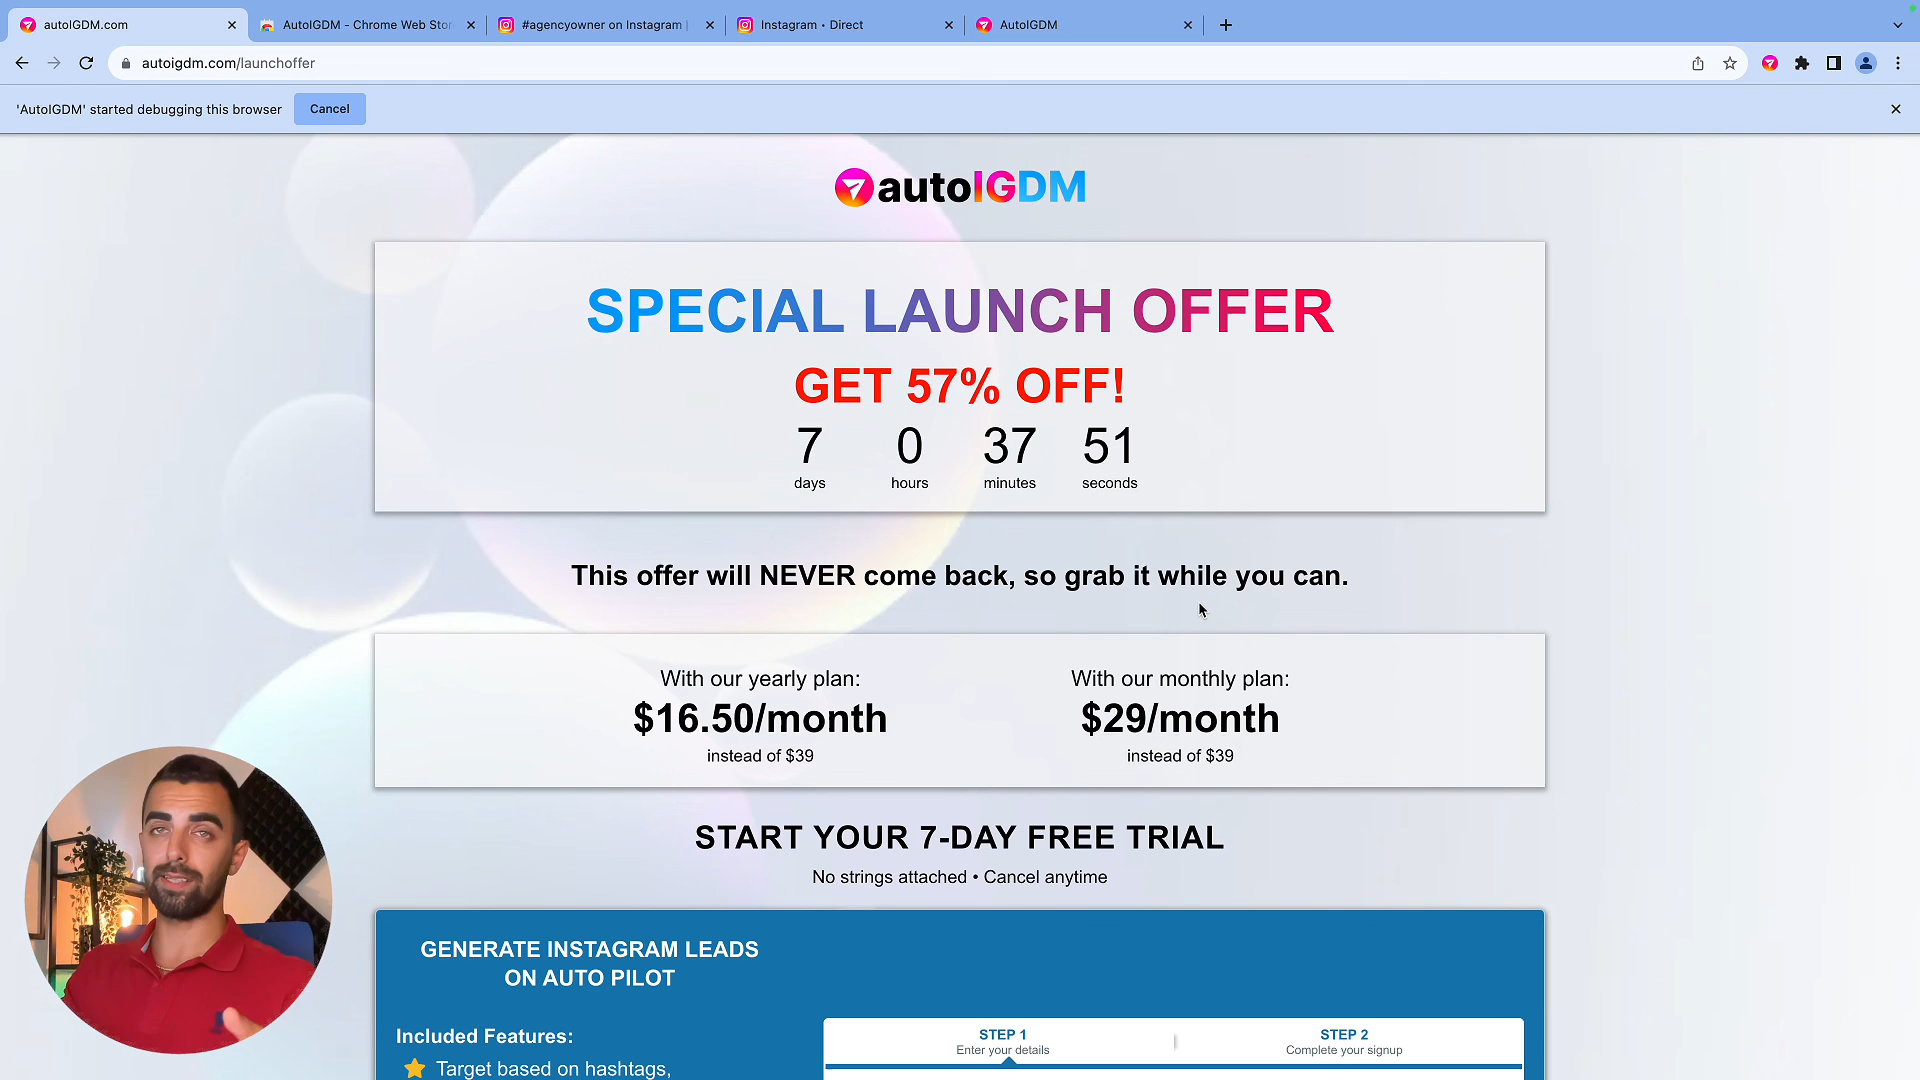 autoIGDM.com
AutoIGDM - Chrome Web Stor
#agencyowner on Instagram |
Instagram • Direct
AutoIGDM
autoigdm.com/launchoffer
'AutoIGDM' started debugging this browser
Cancel
autoIGDM
SPECIAL LAUNCH OFFER
GET 57% OFF!
7 0 37 51
days hours minutes seconds
This offer will NEVER come back, so grab it while you can.
With our yearly plan:
$16.50/month
instead of $39
With our monthly plan:
$29/month
instead of $39
START YOUR 7-DAY FREE TRIAL
No strings attached • Cancel anytime
GENERATE INSTAGRAM LEADS
ON AUTO PILOT
Included Features:
Target based on hashtags,
STEP 1
Enter your details
STEP 2
Complete your signup